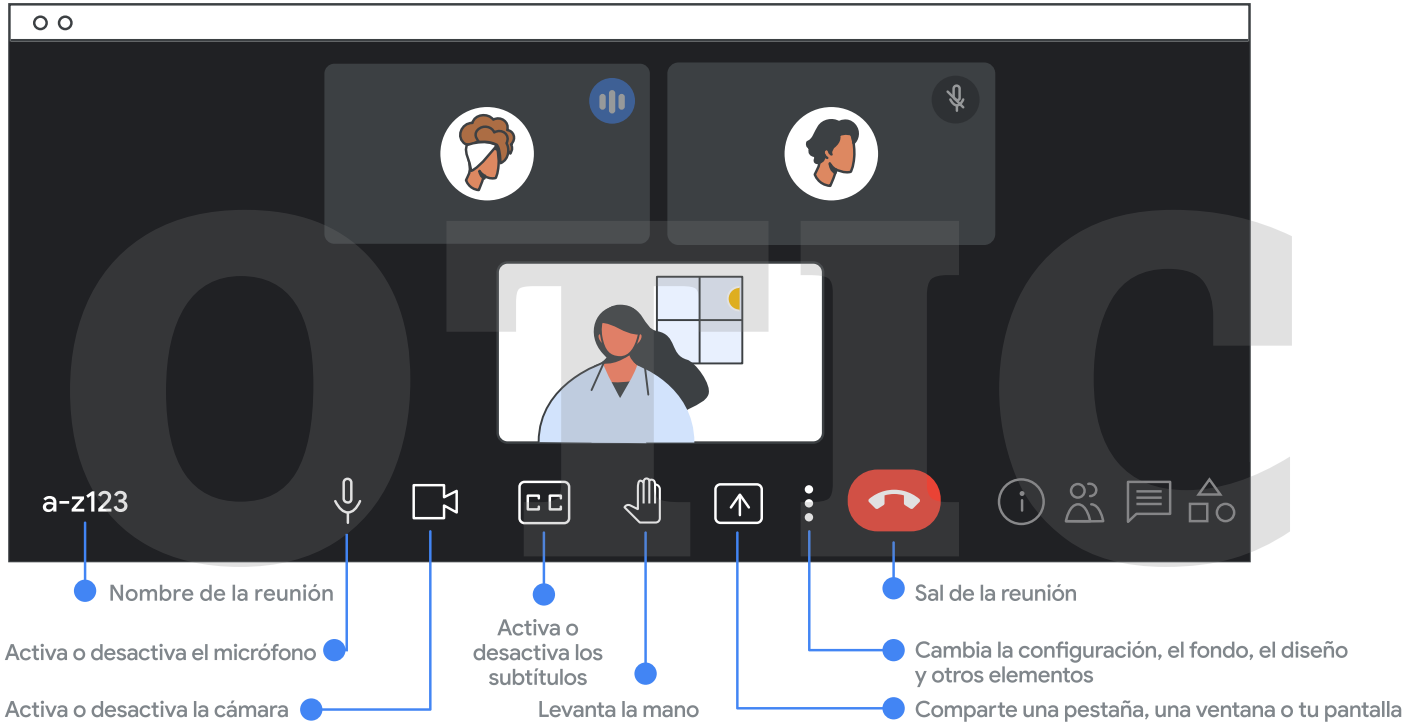 OTIC
a-z123
CC
Nombre de la reunión
Sal de la reunión
Activa o
desactiva los
subtítulos
Activa o desactiva el micrófono
Cambia la configuración, el fondo, el diseño
y otros elementos
Activa o desactiva la cámara
Levanta la mano
Comparte una pestaña, una ventana o tu pantalla